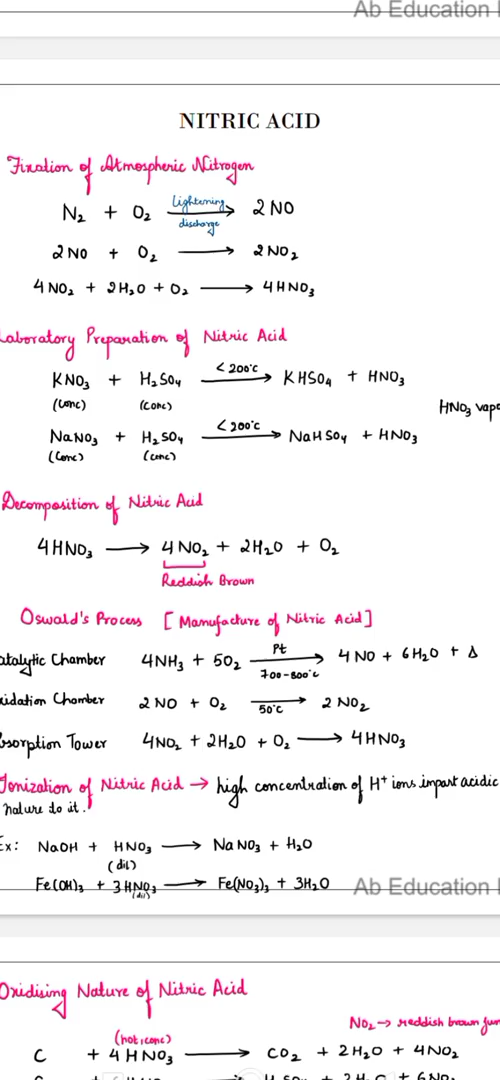 Ab Education
NITRIC ACID
Fixation of Atmospheric Nitrogen
N₂ + O₂ lightening discharge → 2NO
2NO + O₂ → 2NO₂
4NO₂ + 2H₂O + O₂ → 4HNO₃
Laboratory Preparation of Nitric Acid
KNO₃ (conc) + H₂SO₄ (conc) <200°C → KHSO₄ + HNO₃
HNO₃ vap
NaNO₃ (conc) + H₂SO₄ (conc) <200°C → NaHSO₄ + HNO₃
Decomposition of Nitric Acid
4HNO₃ → 4NO₂ + 2H₂O + O₂
Reddish Brown
Oswald's Process [Manufacture of Nitric Acid]
atalytic Chamber 4NH₃ + 5O₂ Pt 700-800°C → 4NO + 6H₂O + Δ
idation Chamber 2NO + O₂ 50°C → 2NO₂
sorption Tower 4NO₂ + 2H₂O + O₂ → 4HNO₃
Ionization of Nitric Acid → high concentration of H⁺ ions impart acidic
nature to it.
Ex: NaOH + HNO₃ (dil) → NaNO₃ + H₂O
Fe(OH)₃ + 3HNO₃ (dil) → Fe(NO₃)₃ + 3H₂O
Ab Education
Oxidising Nature of Nitric Acid
NO₂ → reddish brown fum
C + 4HNO₃ (hot, conc) → CO₂ + 2H₂O + 4NO₂